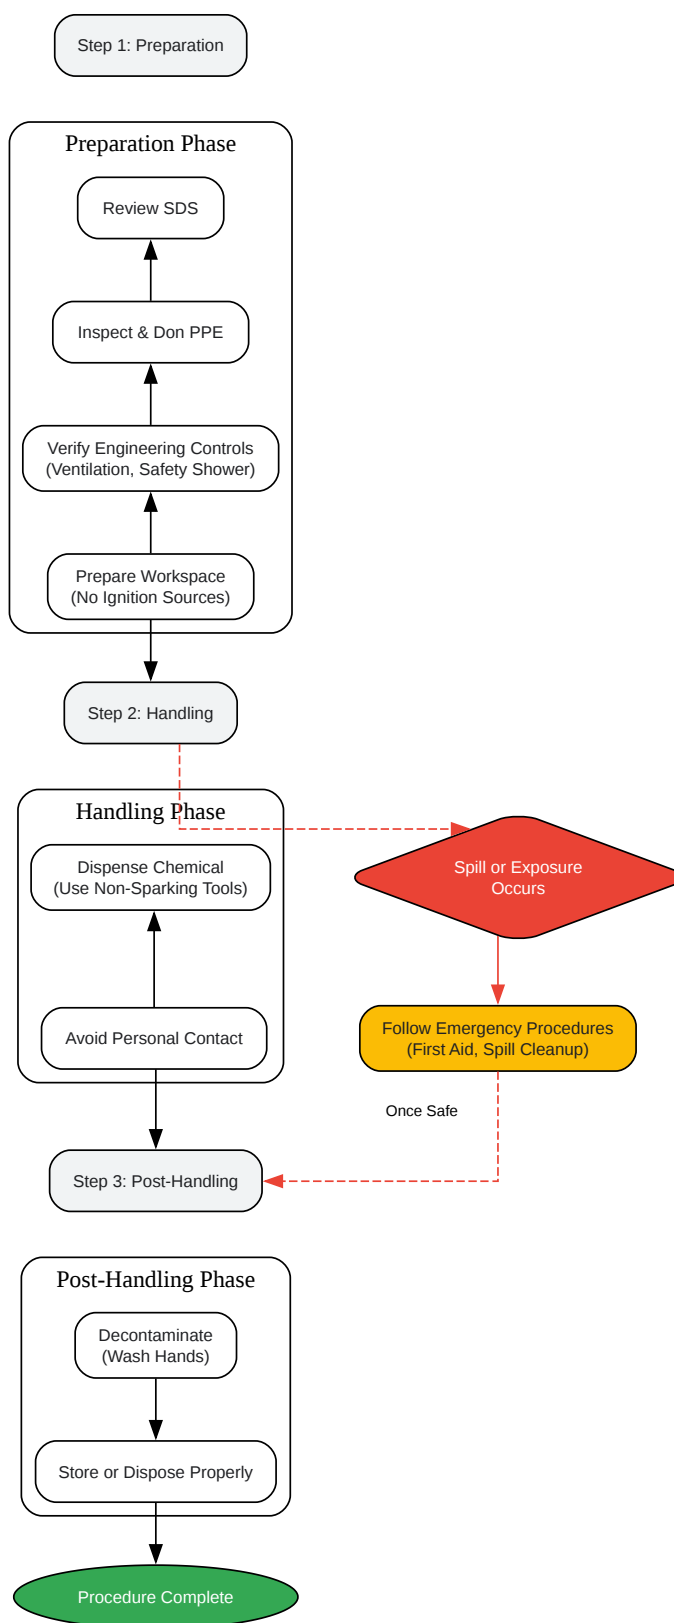 Step 1: Preparation
Preparation Phase
Review SDS
Inspect & Don PPE
Verify Engineering Controls
(Ventilation, Safety Shower)
Prepare Workspace
(No Ignition Sources)
Step 2: Handling
Handling Phase
Dispense Chemical
(Use Non-Sparking Tools)
Spill or Exposure
Occurs
Avoid Personal Contact
Follow Emergency Procedures
(First Aid, Spill Cleanup)
Once Safe
Step 3: Post-Handling
Post-Handling Phase
Decontaminate
(Wash Hands)
Store or Dispose Properly
Procedure Complete